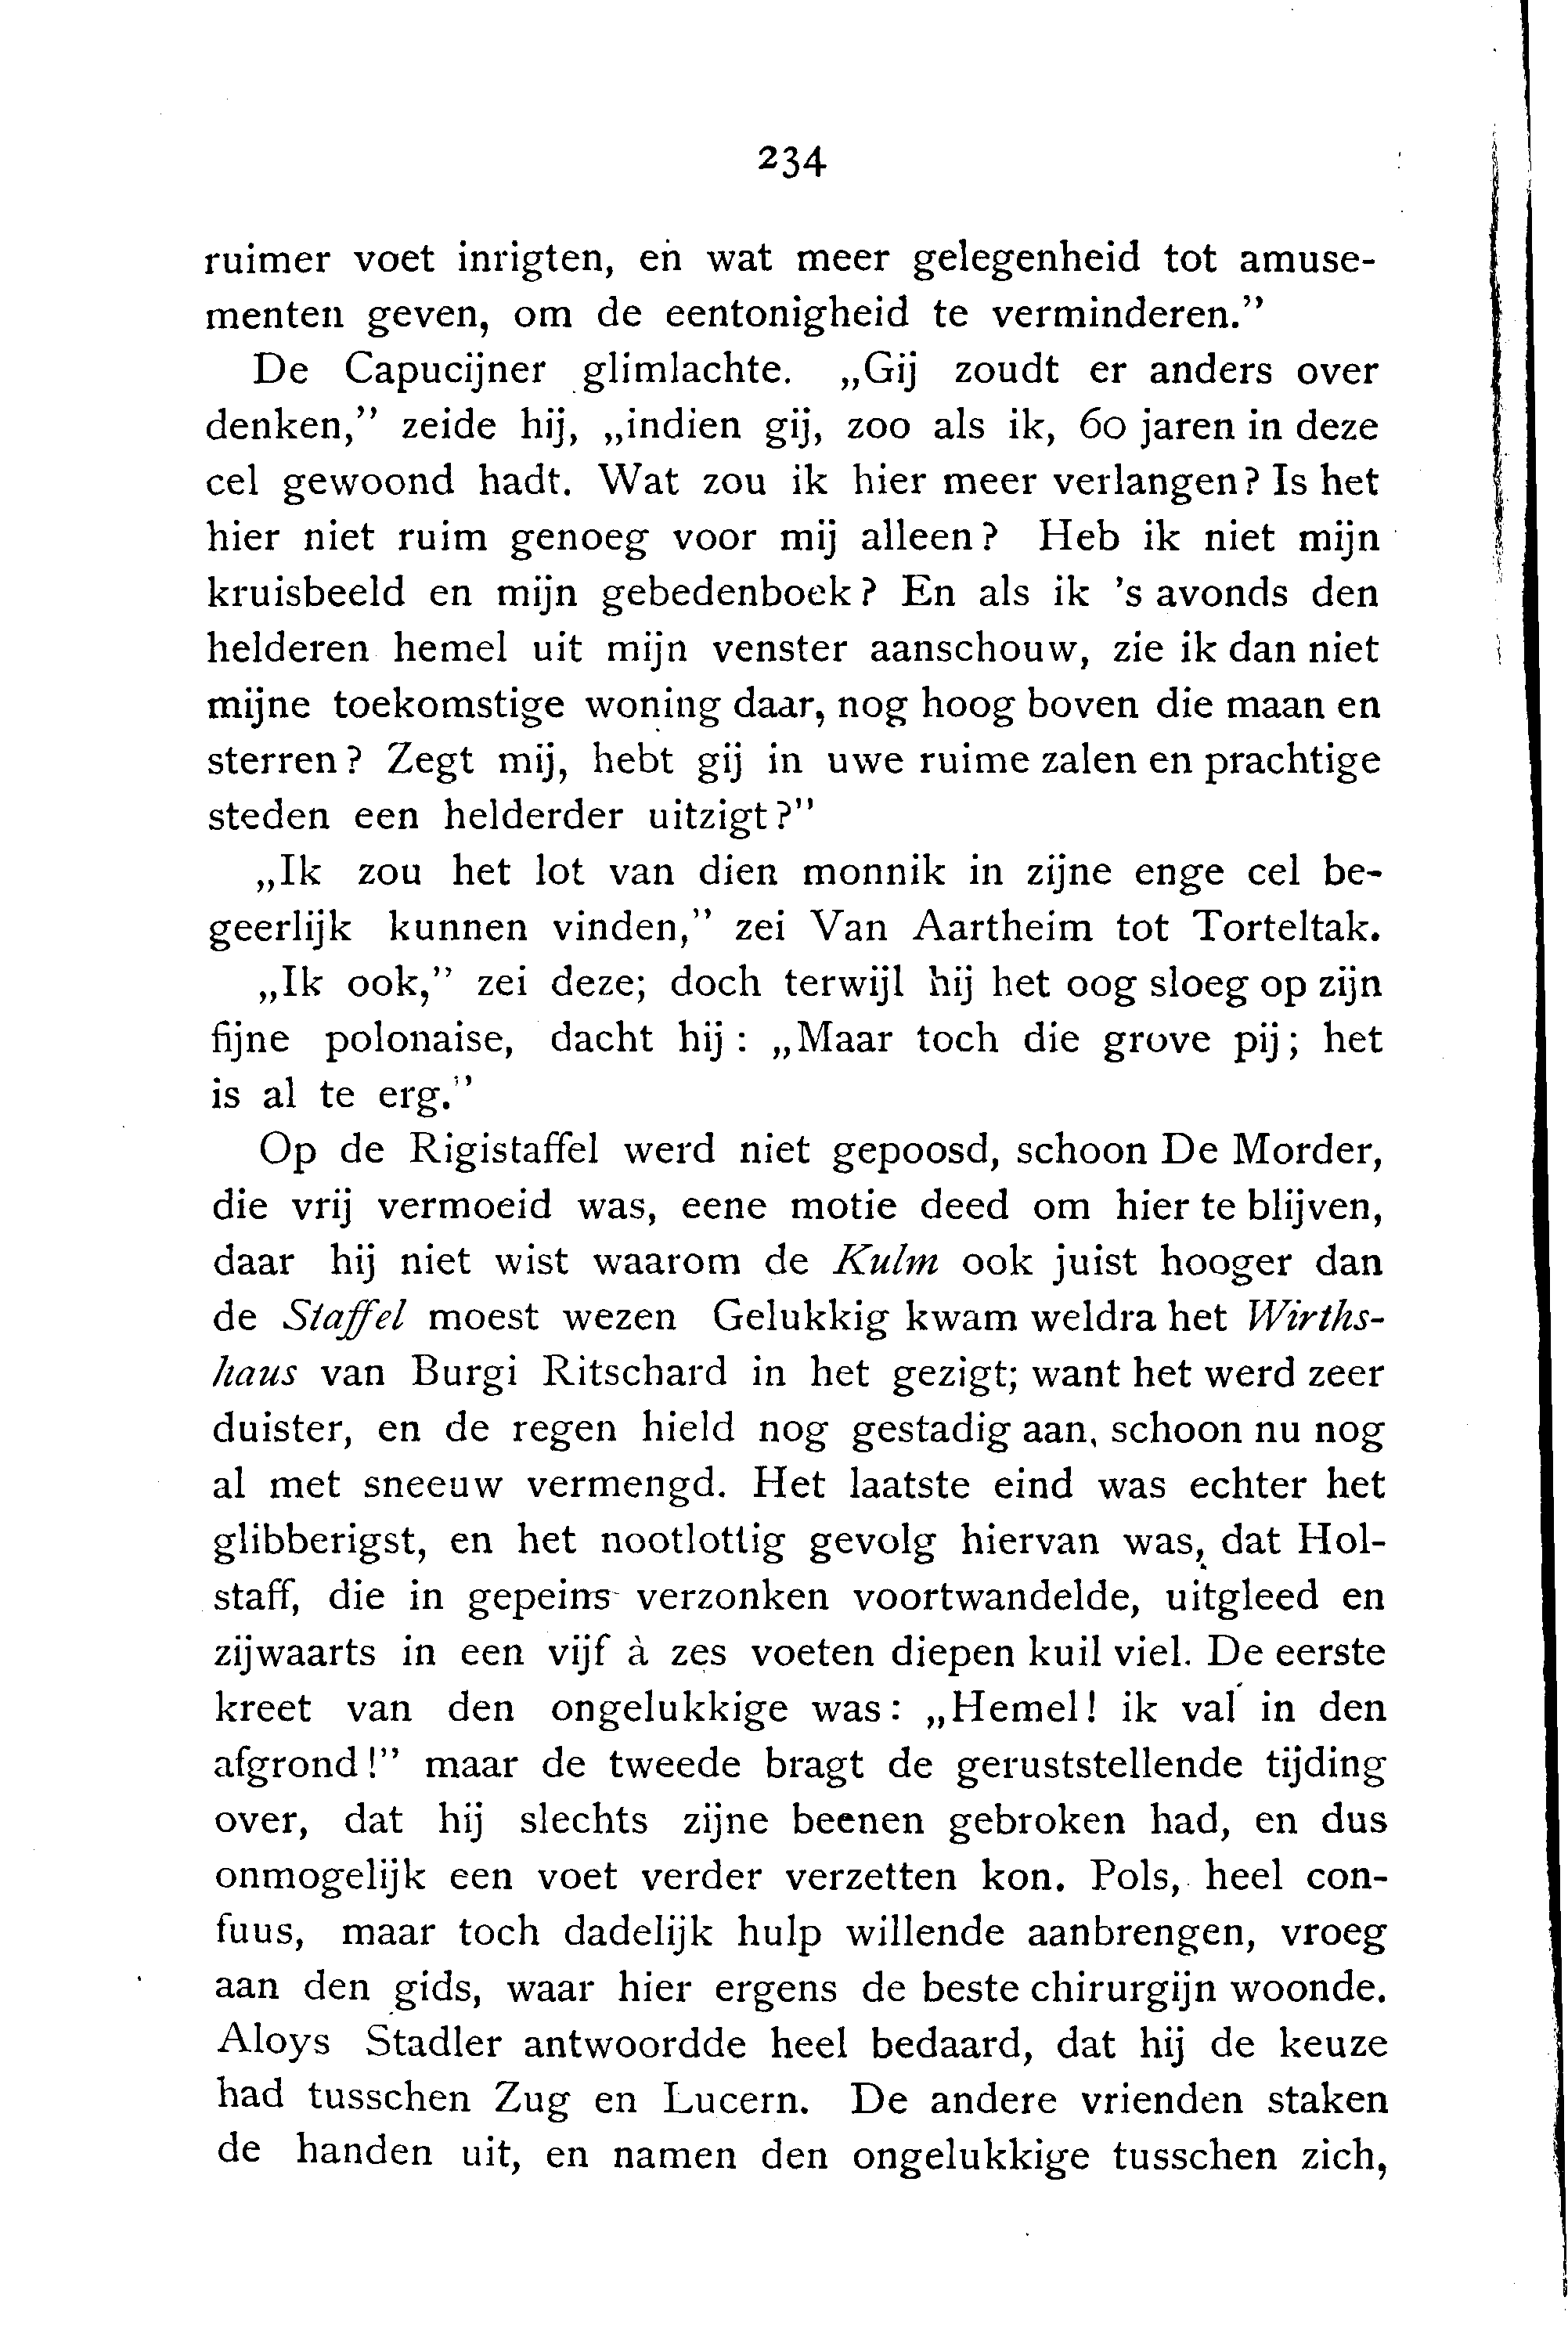 234
ruimer voet inrigten, en wat meer gelegenheid tot amuse-
menten geven, om de eentonigheid te verminderen.”
De Capucijner glimlachte. „Gij zoudt er anders over
denken,” zeide hij, „indien gij, zoo als ik, 60 jaren in deze
cel gewoond hadt. Wat zou ik hier meer verlangen? Is het
hier niet ruim genoeg voor mij alleen? Heb ik niet mijn
kruisbeeld en mijn gebedenboek? En als ik 's avonds den
helderen hemel uit mijn venster aanschouw, zie ik dan niet
mijne toekomstige woning daar, nog hoog boven die maan en
sterren? Zegt mij, hebt gij in uwe ruime zalen en prachtige
steden een helderder uitzigt?”
„Ik zou het lot van dien monnik in zijne enge cel be-
geerlijk kunnen vinden,” zei Van Aartheim tot Torteltak.
„Ik ook,” zei deze; doch terwijl hij het oog sloeg op zijn
fijne polonaise, dacht hij: „Maar toch die grove pij; het
is al te erg.”
Op de Rigistaffel werd niet gepoosd, schoon De Morder,
die vrij vermoeid was, eene motie deed om hier te blijven,
daar hij niet wist waarom de Kulm ook juist hooger dan
de Staffel moest wezen Gelukkig kwam weldra het Wirths-
haus van Burgi Ritschard in het gezigt; want het werd zeer
duister, en de regen hield nog gestadig aan, schoon nu nog
al met sneeuw vermengd. Het laatste eind was echter het
glibberigst, en het nootlottig gevolg hiervan was, dat Hol-
staff, die in gepeins verzonken voortwandelde, uitgleed en
zijwaarts in een vijf à zes voeten diepen kuil viel. De eerste
kreet van den ongelukkige was: „Hemel! ik val in den
afgrond!” maar de tweede bragt de geruststellende tijding
over, dat hij slechts zijne beenen gebroken had, en dus
onmogelijk een voet verder verzetten kon. Pols, heel con-
fuus, maar toch dadelijk hulp willende aanbrengen, vroeg
aan den gids, waar hier ergens de beste chirurgijn woonde.
Aloys Stadler antwoordde heel bedaard, dat hij de keuze
had tusschen Zug en Lucern. De andere vrienden staken
de handen uit, en namen den ongelukkige tusschen zich,